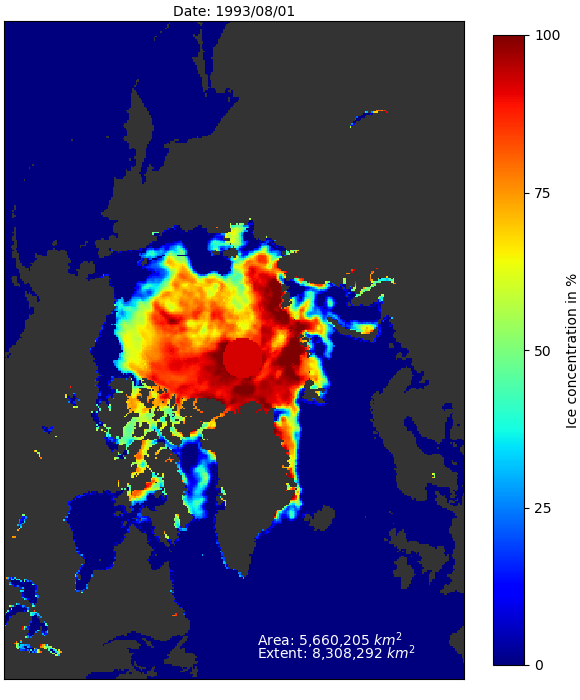 Date: 1993/08/01
100
75
50
25
0
Ice concentration in %
Area: 5,660,205 km²
Extent: 8,308,292 km²